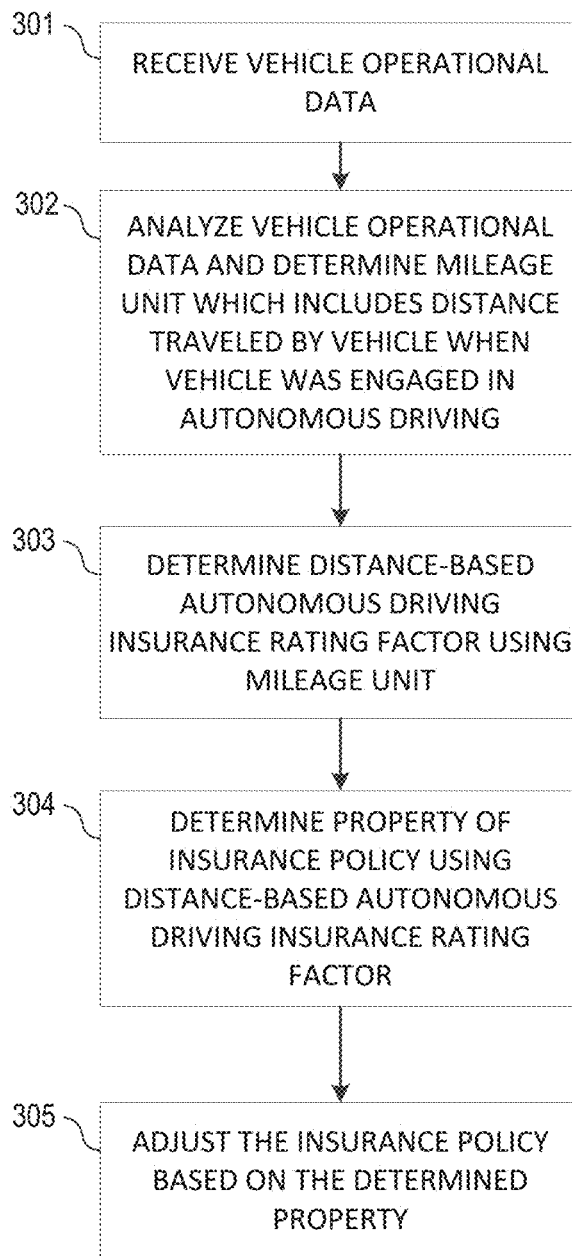 301
RECEIVE VEHICLE OPERATIONAL
DATA
302
ANALYZE VEHICLE OPERATIONAL
DATA AND DETERMINE MILEAGE
UNIT WHICH INCLUDES DISTANCE
TRAVELED BY VEHICLE WHEN
VEHICLE WAS ENGAGED IN
AUTONOMOUS DRIVING
303
DETERMINE DISTANCE-BASED
AUTONOMOUS DRIVING
INSURANCE RATING FACTOR USING
MILEAGE UNIT
304
DETERMINE PROPERTY OF
INSURANCE POLICY USING
DISTANCE-BASED AUTONOMOUS
DRIVING INSURANCE RATING
FACTOR
305
ADJUST THE INSURANCE POLICY
BASED ON THE DETERMINED
PROPERTY